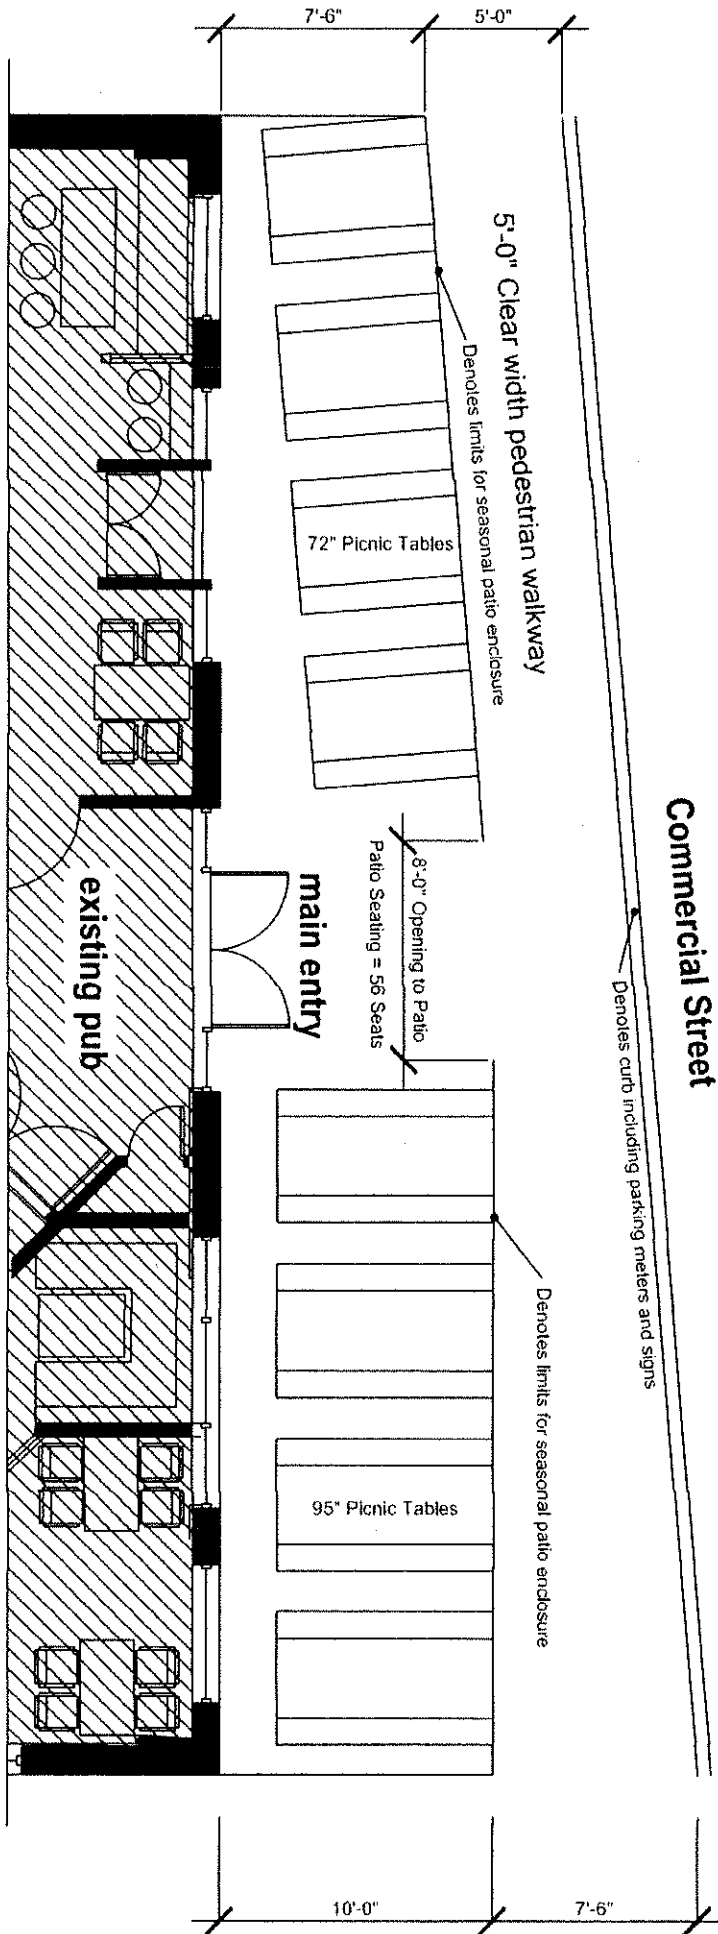 7'-6"
5'-0"
5'-0" Clear width pedestrian walkway
Denotes limits for seasonal patio enclosure
72" Picnic Tables
Commercial Street
Denotes curb including parking meters and signs
8'-0" Opening to Patio
Patio Seating = 56 Seats
main entry
existing pub
Denotes limits for seasonal patio enclosure
95" Picnic Tables
10'-0"
7'-6"